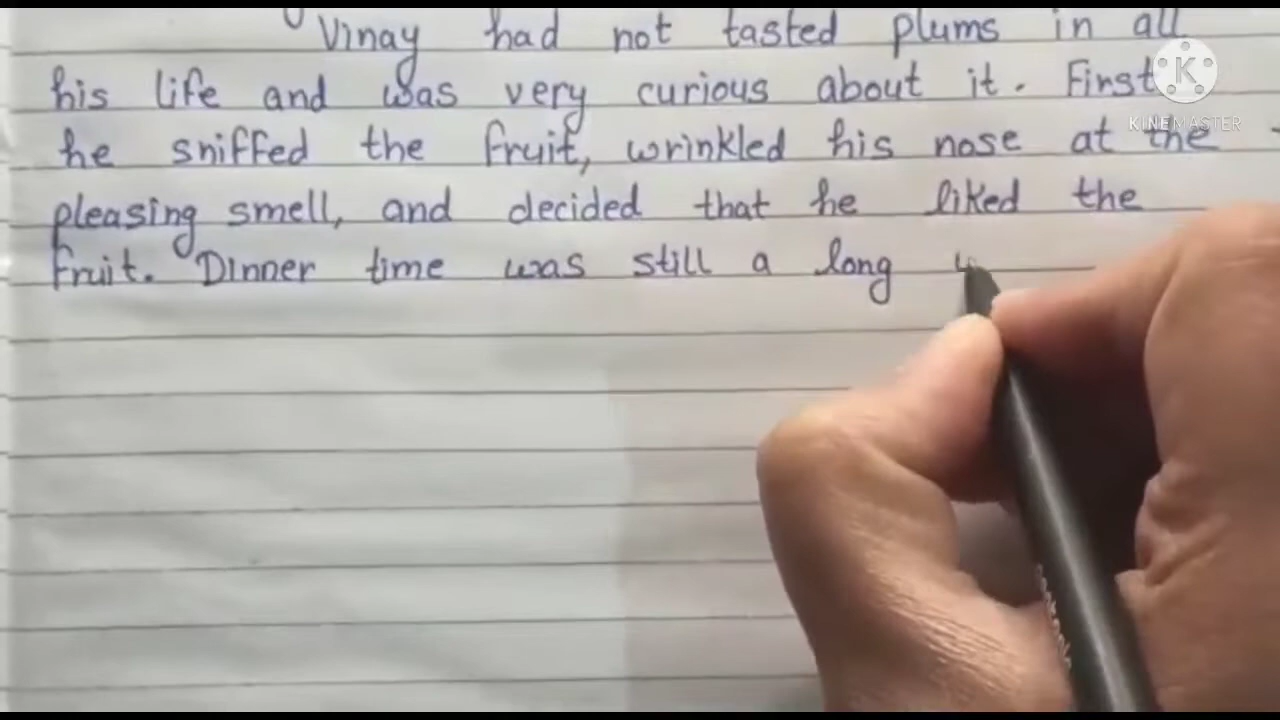 Vinay had not tasted plums in all
his life and was very curious about it. First
he sniffed the fruit, wrinkled his nose at the
pleasing smell, and decided that he liked the
fruit. Dinner time was still a long
K
KINEMASTER